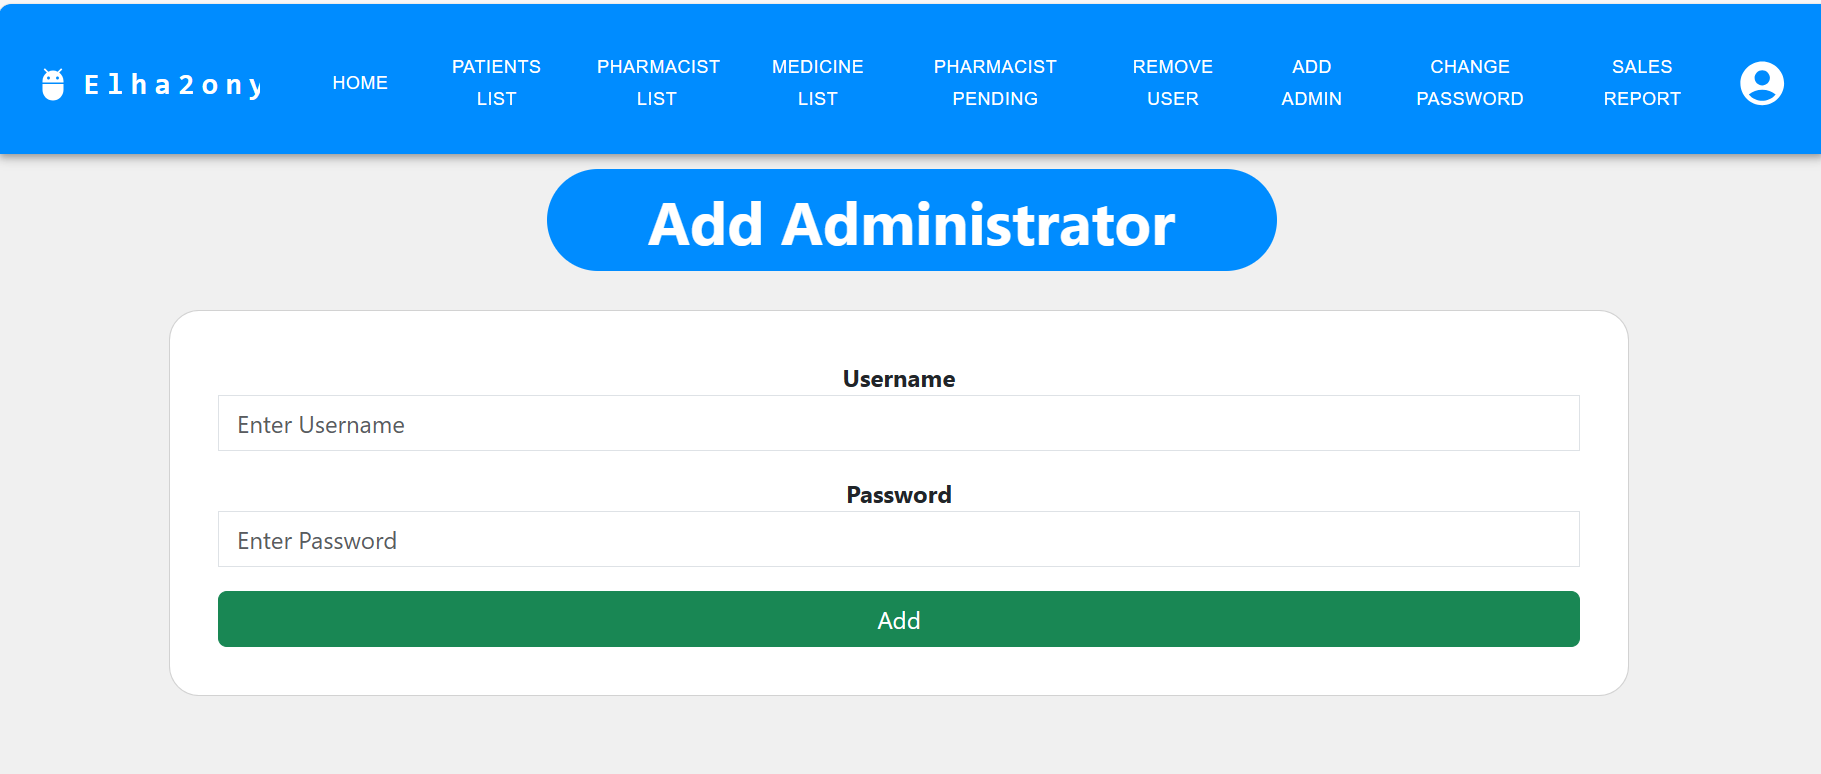 Elha2ony
HOME
PATIENTS
LIST
PHARMACIST
LIST
MEDICINE
LIST
PHARMACIST
PENDING
REMOVE
USER
ADD
ADMIN
CHANGE
PASSWORD
SALES
REPORT
Add Administrator
Username
Enter Username
Password
Enter Password
Add